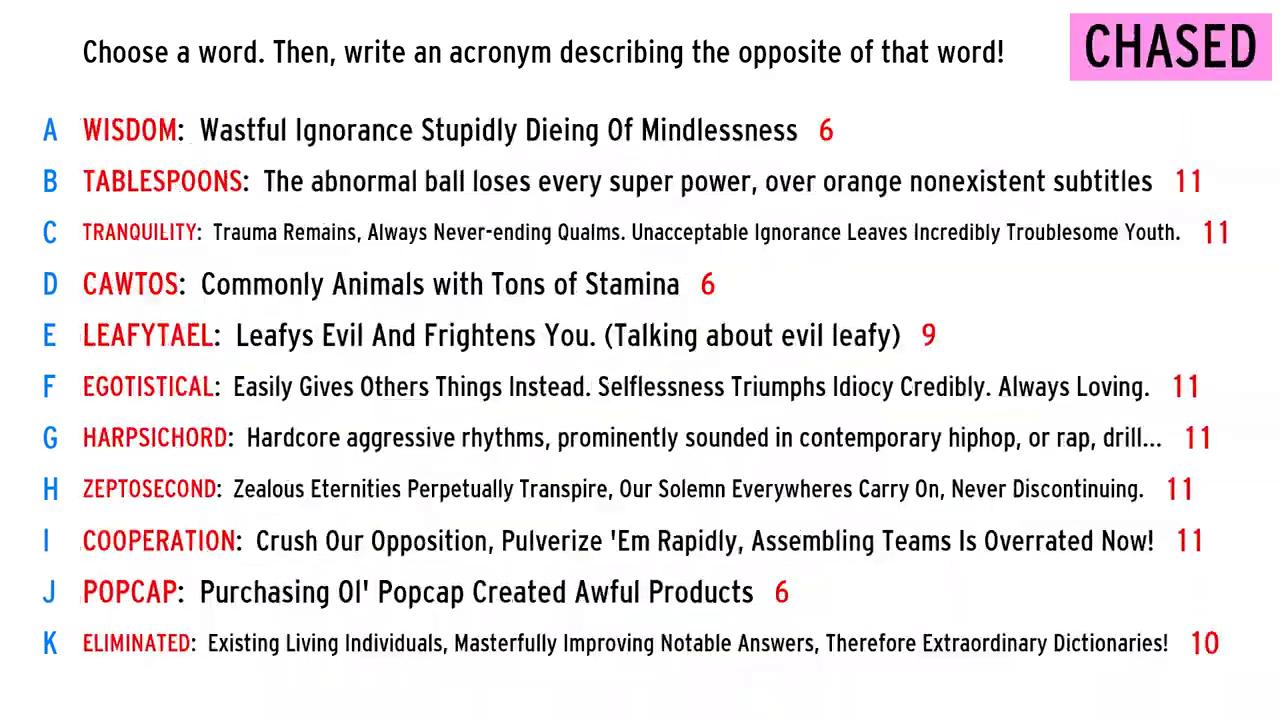 Choose a word. Then, write an acronym describing the opposite of that word!
CHASED
A WISDOM: Wastful Ignorance Stupidly Dieing Of Mindlessness 6
B TABLESPOONS: The abnormal ball loses every super power, over orange nonexistent subtitles 11
C TRANQUILITY: Trauma Remains, Always Never-ending Qualms. Unacceptable Ignorance Leaves Incredibly Troublesome Youth. 11
D CAWTOS: Commonly Animals with Tons of Stamina 6
E LEAFYTAEL: Leafys Evil And Frightens You. (Talking about evil leafy) 9
F EGOTISTICAL: Easily Gives Others Things Instead. Selflessness Triumphs Idiocy Credibly. Always Loving. 11
G HARPSICHORD: Hardcore aggressive rhythms, prominently sounded in contemporary hiphop, or rap, drill... 11
H ZEPTOSECOND: Zealous Eternities Perpetually Transpire, Our Solemn Everywheres Carry On, Never Discontinuing. 11
I COOPERATION: Crush Our Opposition, Pulverize 'Em Rapidly, Assembling Teams Is Overrated Now! 11
J POPCAP: Purchasing Ol' Popcap Created Awful Products 6
K ELIMINATED: Existing Living Individuals, Masterfully Improving Notable Answers, Therefore Extraordinary Dictionaries! 10